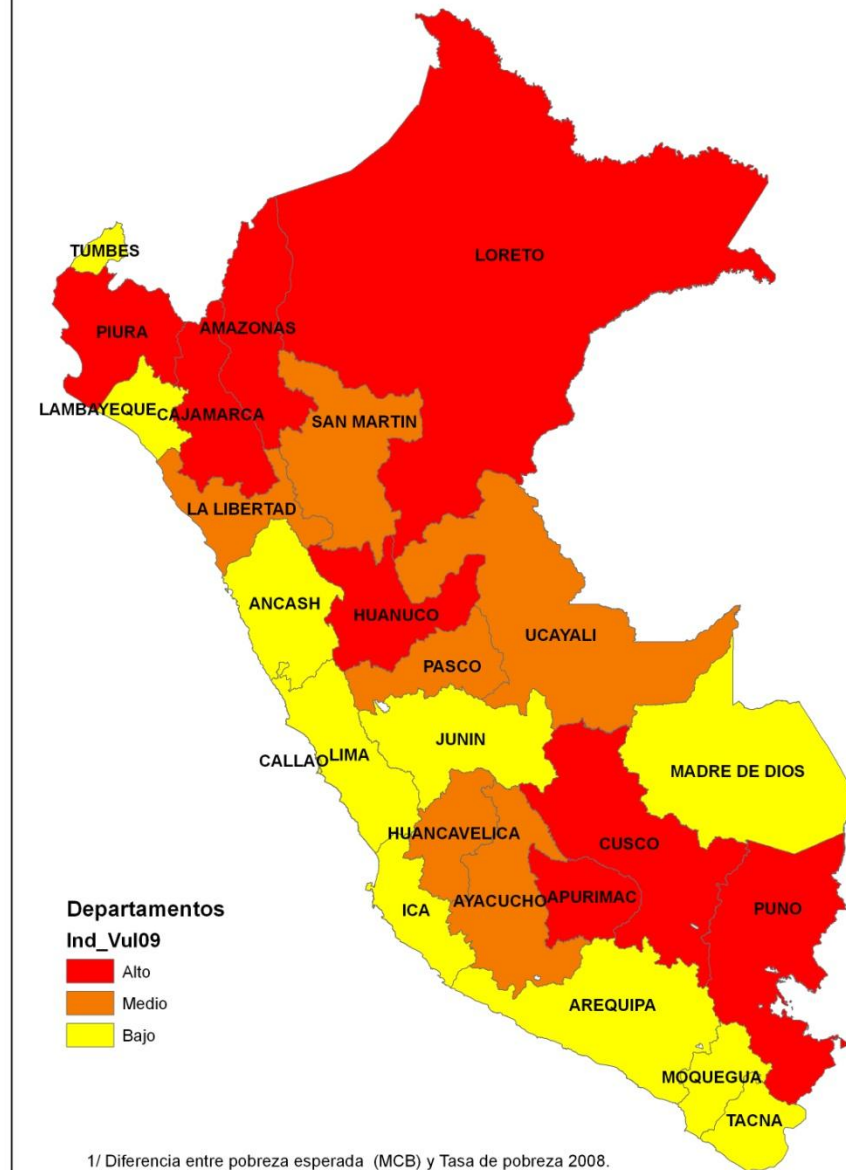 TUMBES
LORETO
PIURA
AMAZONAS
LAMBAYEQUE
CAJAMARCA
SAN MARTIN
LA LIBERTAD
ANCASH
HUANUCO
UCAYALI
PASCO
JUNIN
CALLAO
LIMA
MADRE DE DIOS
HUANCAVELICA
CUSCO
ICA
AYACUCHO
APURIMAC
PUNO
Departamentos
Ind_Vul09
Alto
Medio
Bajo
AREQUIPA
MOQUEGUA
TACNA
1/ Diferencia entre pobreza esperada (MCB) y Tasa de pobreza 2008.